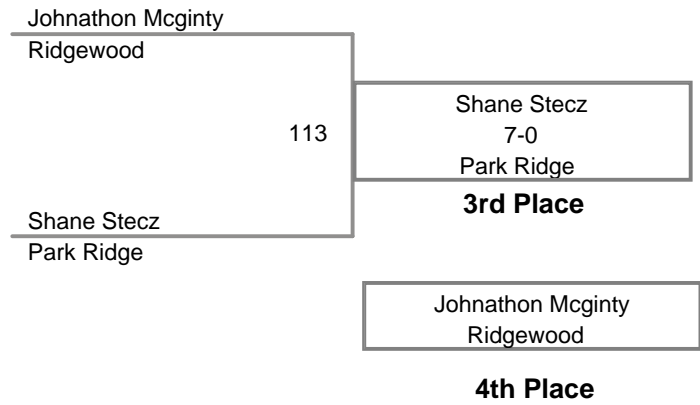 Johnathon Mcginty
Ridgewood
113
Shane Stecz
7-0
Park Ridge
3rd Place
Shane Stecz
Park Ridge
Johnathon Mcginty
Ridgewood
4th Place